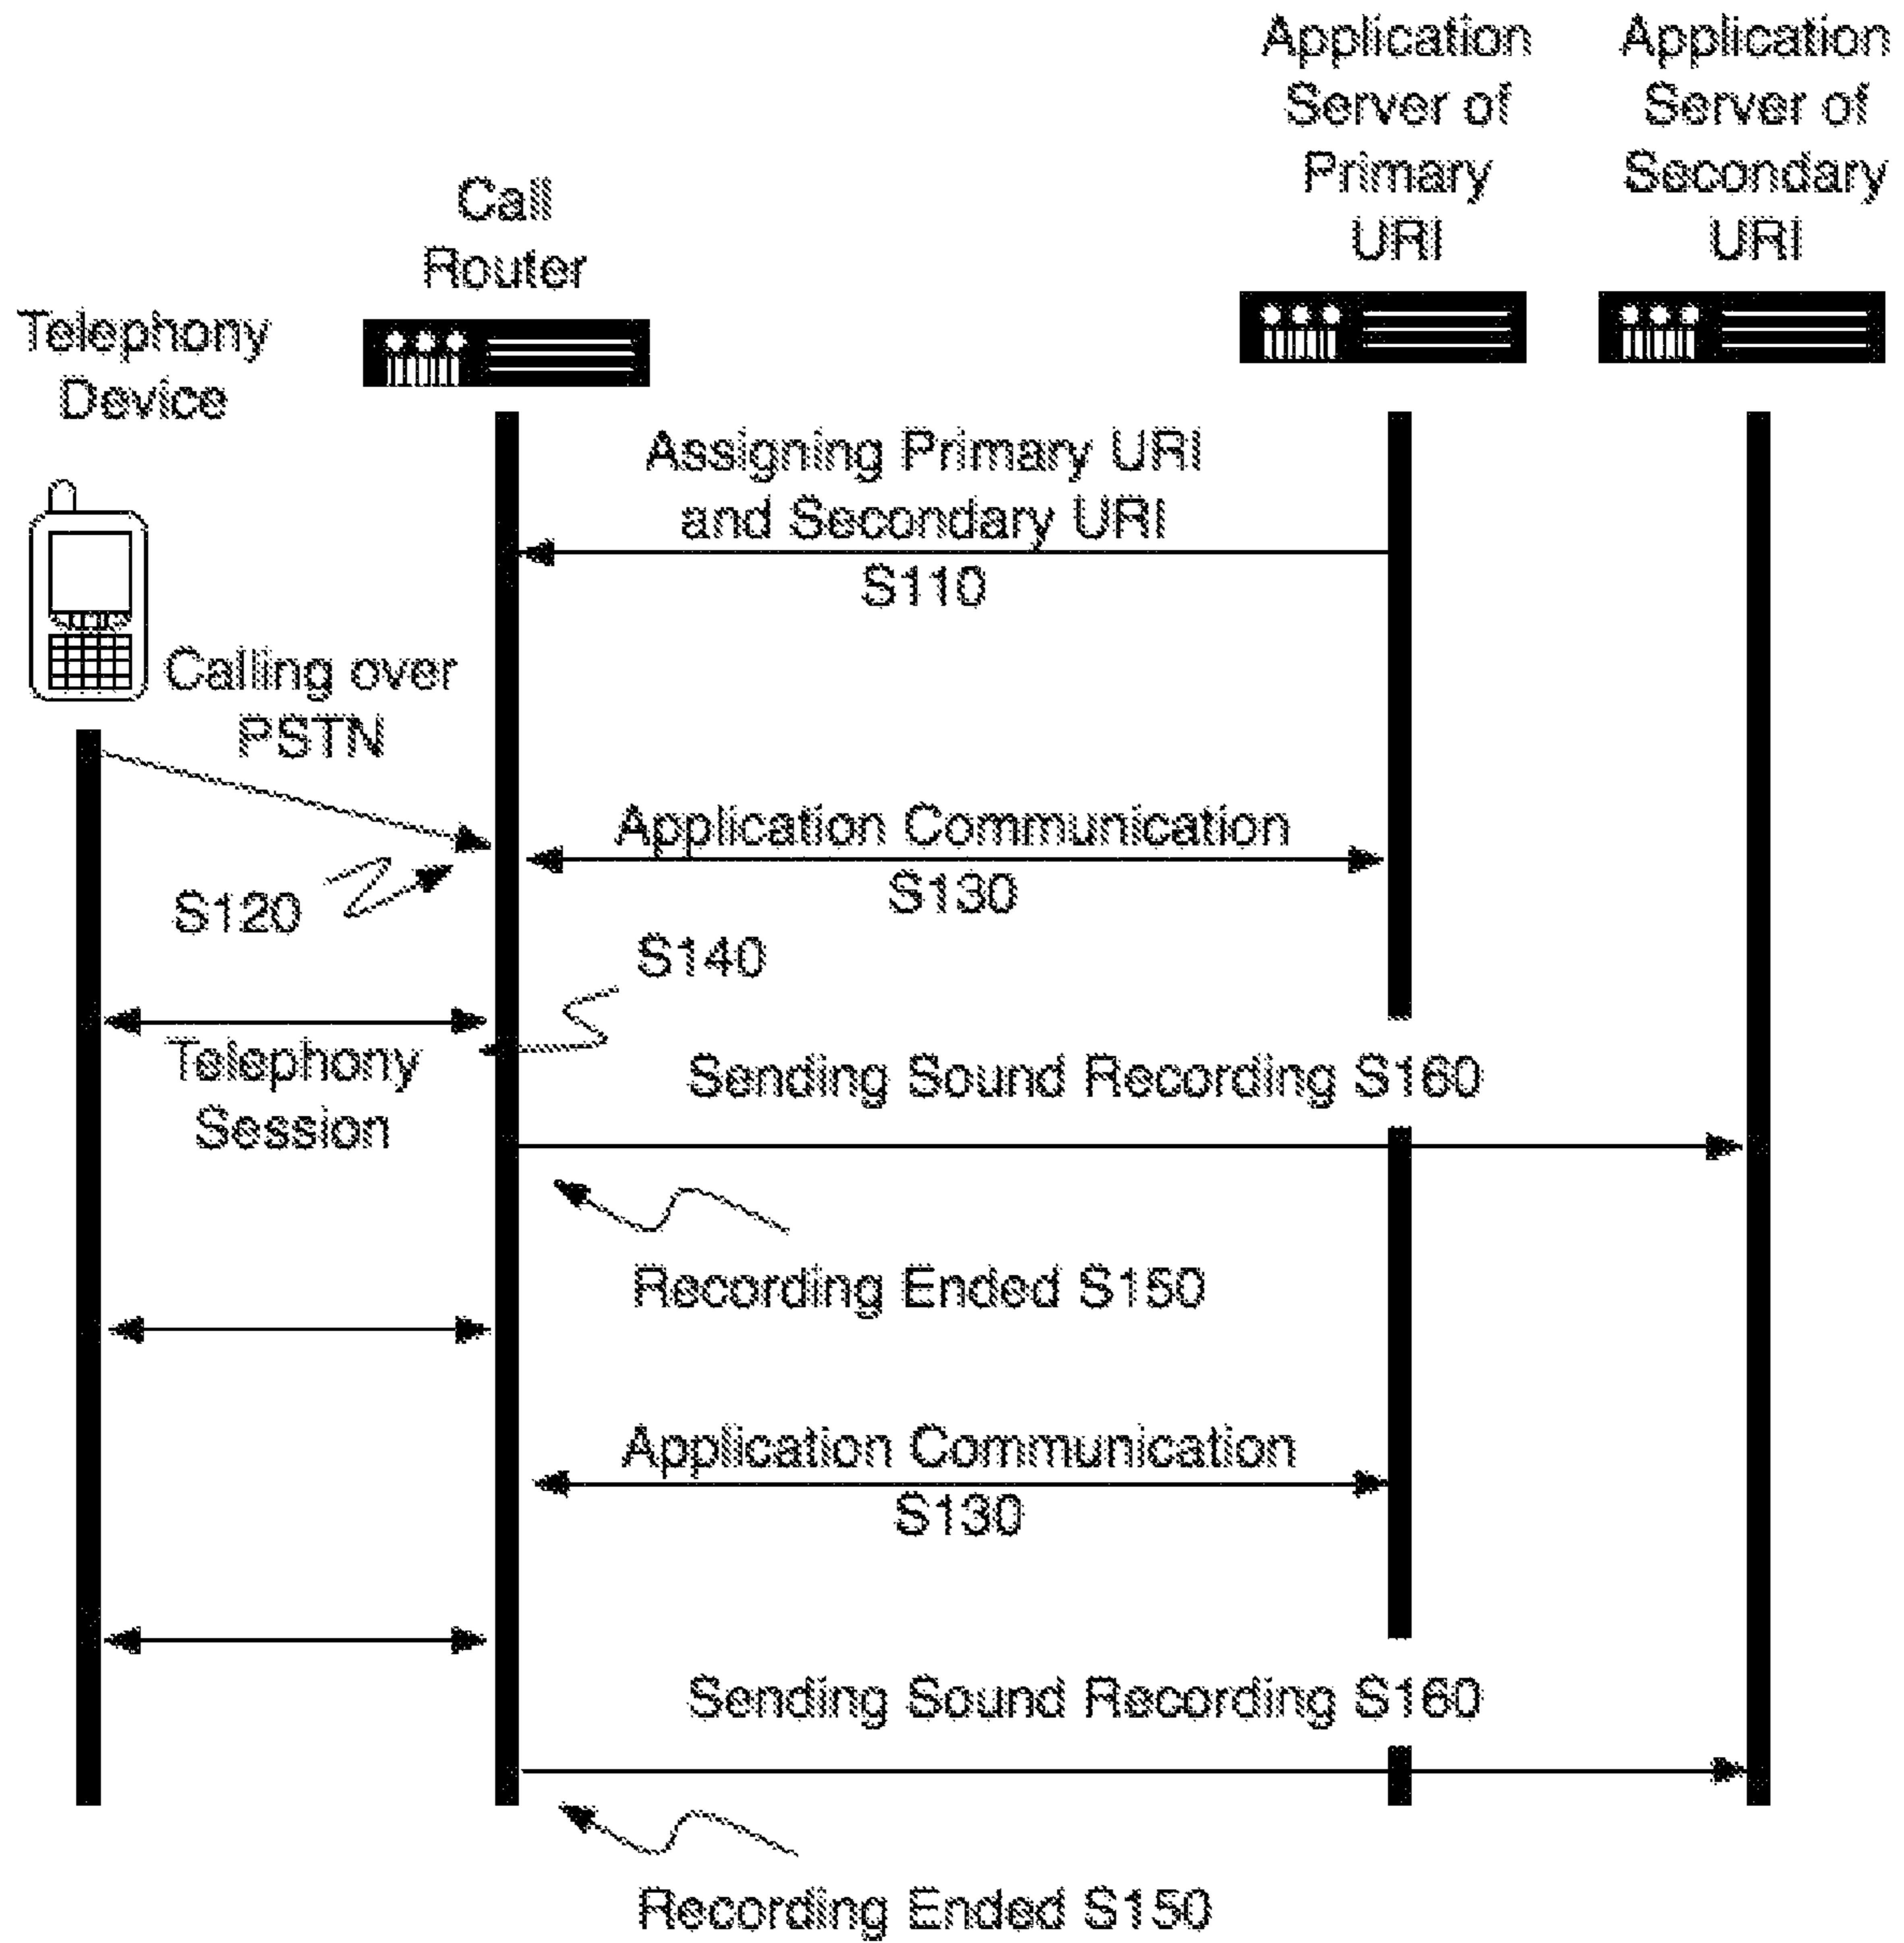 Application
Server of
Primary
URI
Application
Server of
Secondary
URI
Call
Router
Telephony
Device
Assigning Primary URI
and Secondary URI
S110
Calling over
PSTN
Application Communication
S130
S120
S140
Telephony
Session
Sending Sound Recording S160
Recording Ended S150
Application Communication
S130
Sending Sound Recording S160
Recording Ended S150